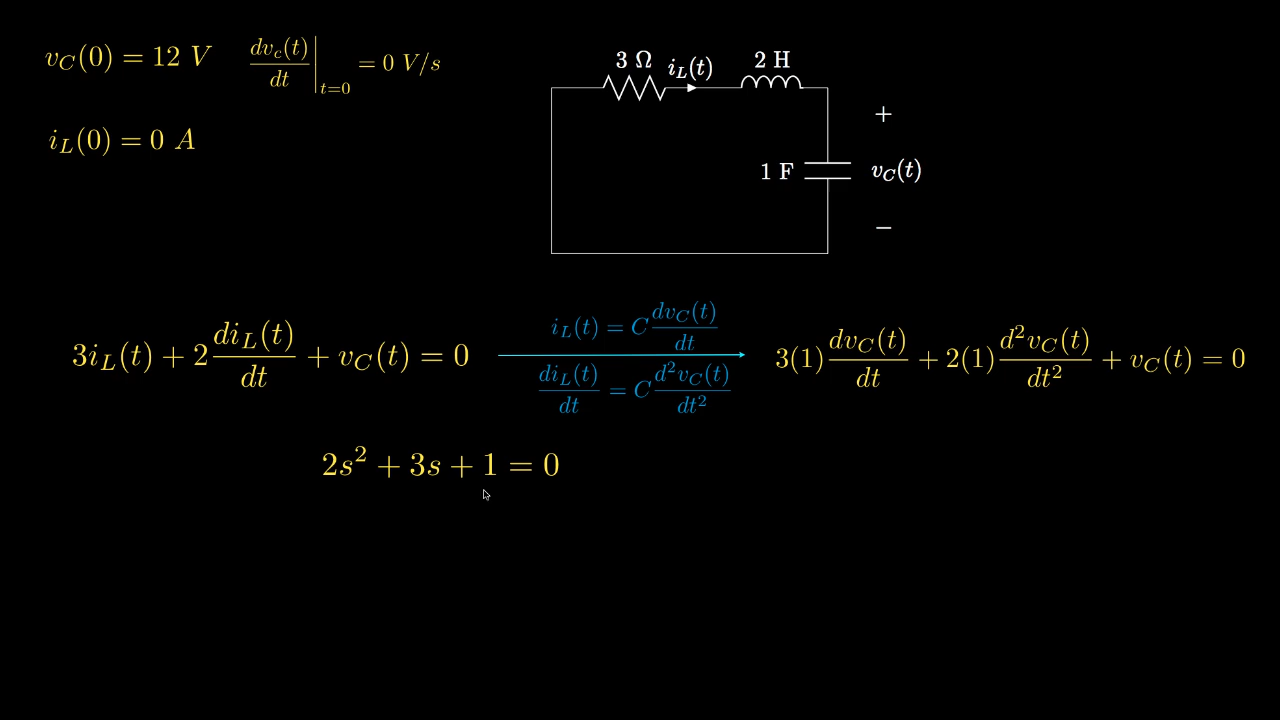 v_C(0) = 12 V   dv_c(t)/dt |_{t=0} = 0 V/s
i_L(0) = 0 A
3 Ω   i_L(t)   2 H
+
1 F   v_C(t)
−
3i_L(t) + 2 di_L(t)/dt + v_C(t) = 0
i_L(t) = C dv_C(t)/dt
di_L(t)/dt = C d²v_C(t)/dt²
3(1) dv_C(t)/dt + 2(1) d²v_C(t)/dt² + v_C(t) = 0
2s² + 3s + 1 = 0